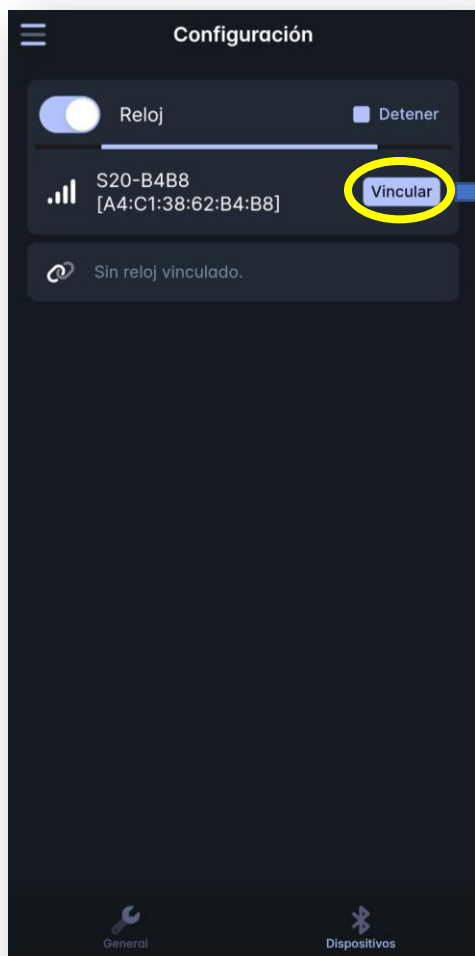 Configuración
Reloj
Detener
S20-B4B8
[A4:C1:38:62:B4:B8]
Vincular
Sin reloj vinculado.
General
Dispositivos